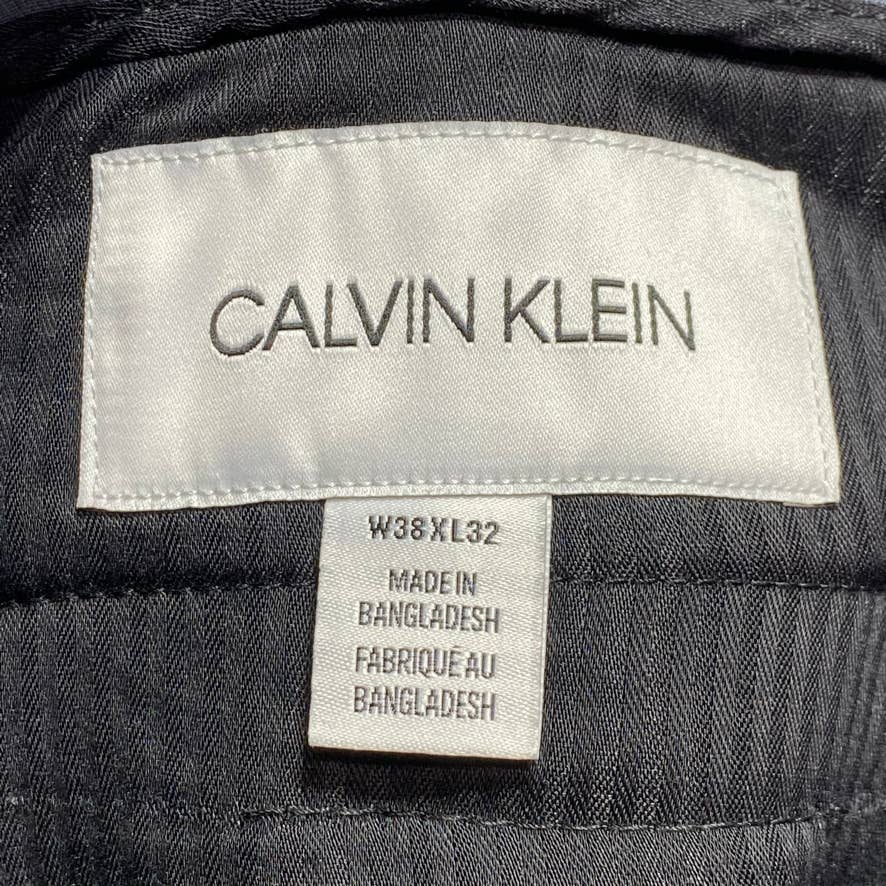 CALVIN KLEIN
W38XL32
MADE IN
BANGLADESH
FABRIQUÉ AU
BANGLADESH